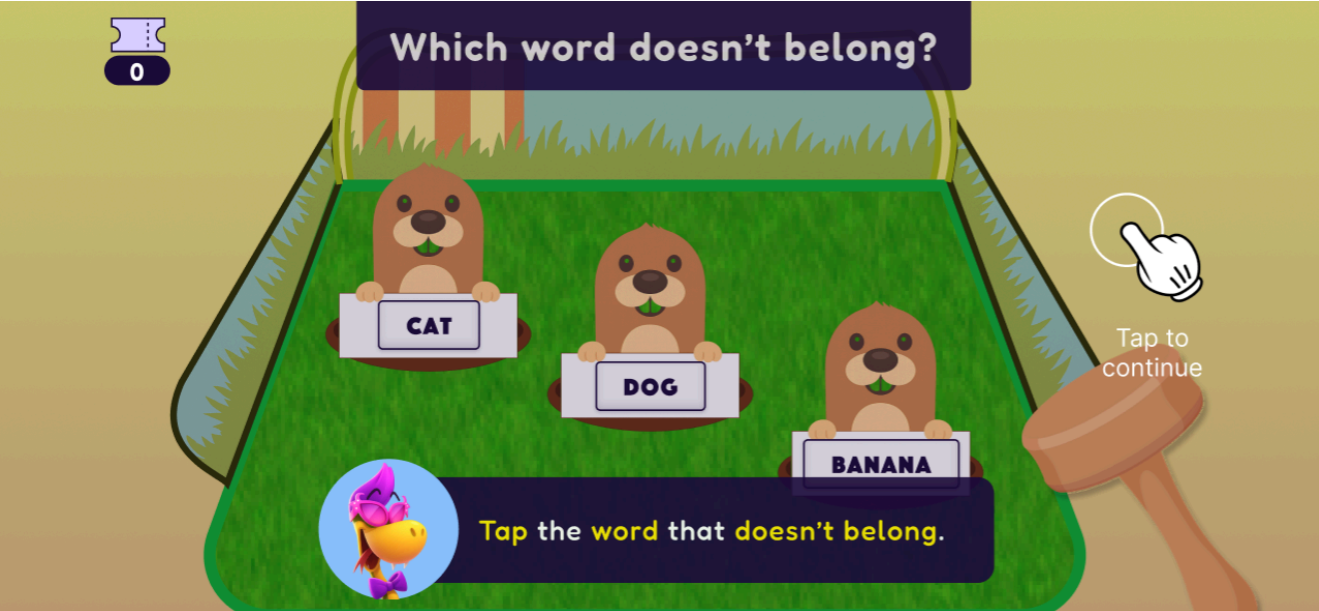 0
Which word doesn’t belong?
CAT
DOG
BANANA
Tap to
continue
Tap the word that doesn’t belong.